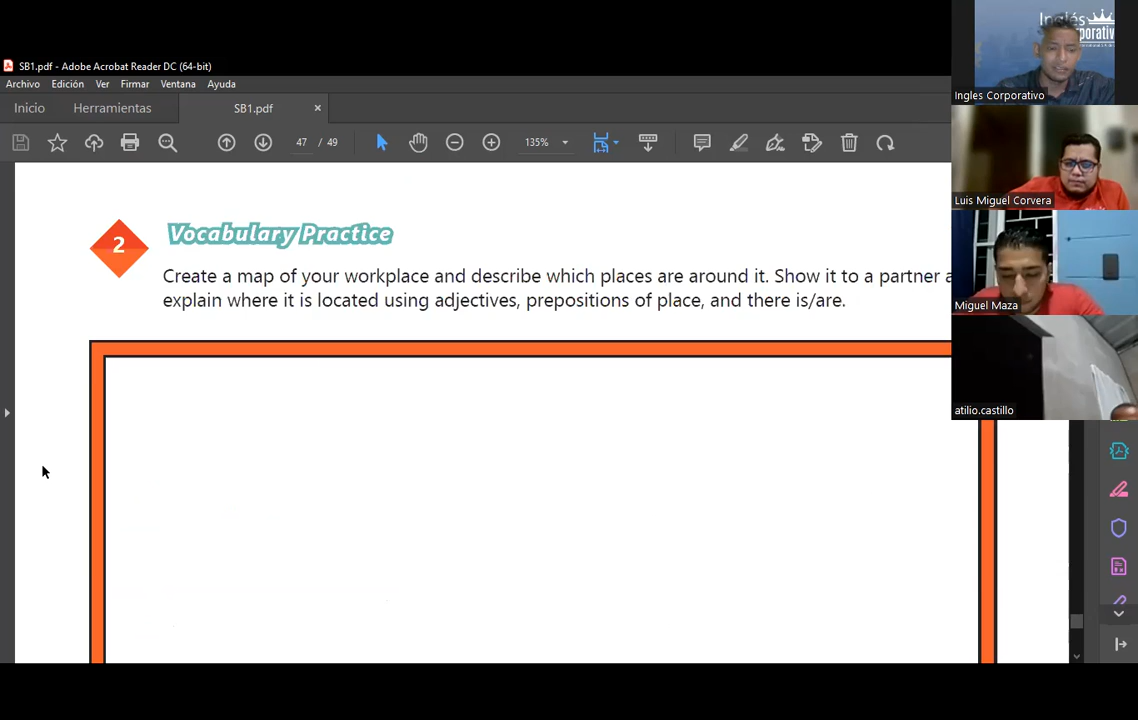 SB1.pdf - Adobe Acrobat Reader DC (64-bit)
Archivo Edición Ver Firmar Ventana Ayuda
Inicio Herramientas SB1.pdf ×
47 / 49 135%
2 Vocabulary Practice
Create a map of your workplace and describe which places are around it. Show it to a partner a
explain where it is located using adjectives, prepositions of place, and there is/are.
Inglés
Corporativo
Ingles Corporativo
Luis Miguel Corvera
Miguel Maza
atilio.castillo